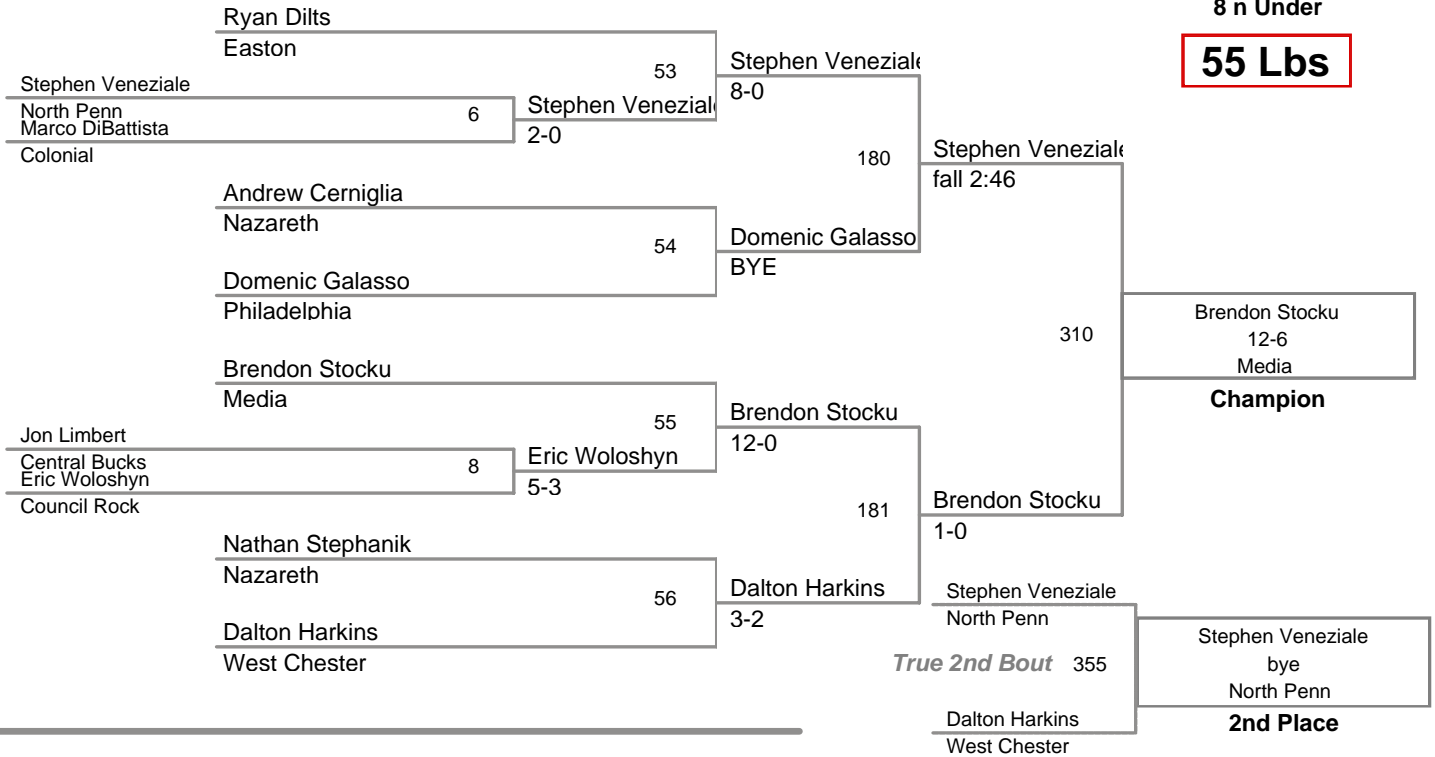 8 n Under
55 Lbs
Ryan Dilts
Easton
53
Stephen Veneziale
8-0
Stephen Veneziale
North Penn
Marco DiBattista
Colonial
6
Stephen Venezial
2-0
180
Stephen Veneziale
fall 2:46
Andrew Cerniglia
Nazareth
54
Domenic Galasso
BYE
Domenic Galasso
Philadelphia
310
Brendon Stocku
12-6
Media
Champion
Brendon Stocku
Media
55
Brendon Stocku
12-0
Jon Limbert
Central Bucks
Eric Woloshyn
Council Rock
8
Eric Woloshyn
5-3
181
Brendon Stocku
1-0
Nathan Stephanik
Nazareth
56
Dalton Harkins
3-2
Dalton Harkins
West Chester
Stephen Veneziale
North Penn
True 2nd Bout 355
Dalton Harkins
West Chester
Stephen Veneziale
bye
North Penn
2nd Place